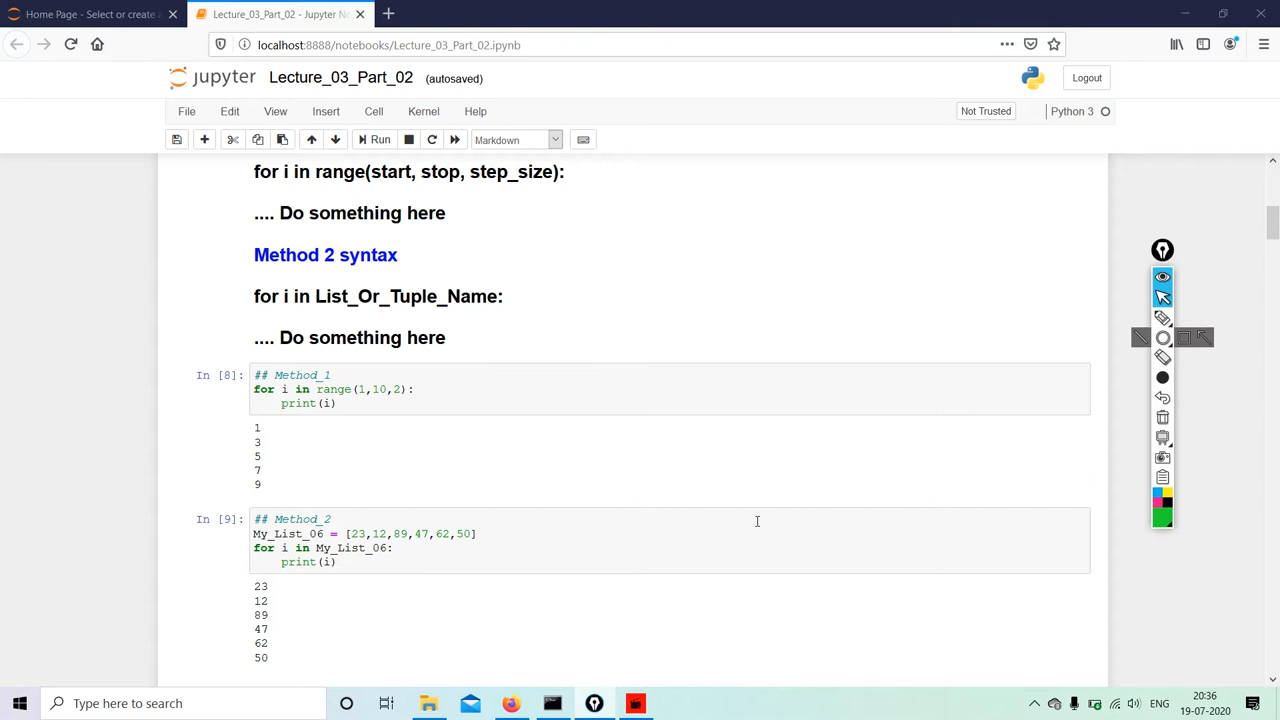 Home Page - Select or create a
Lecture_03_Part_02 - Jupyter No
localhost:8888/notebooks/Lecture_03_Part_02.ipynb
jupyter Lecture_03_Part_02 (autosaved)
Logout
File Edit View Insert Cell Kernel Help
Not Trusted
Python 3
Run
Markdown
for i in range(start, stop, step_size):
.... Do something here
Method 2 syntax
for i in List_Or_Tuple_Name:
.... Do something here
In [8]: ## Method_1
for i in range(1,10,2):
print(i)
1
3
5
7
9
In [9]: ## Method_2
My_List_06 = [23,12,89,47,62,50]
for i in My_List_06:
print(i)
23
12
89
47
62
50
Type here to search
ENG
20:36
19-07-2020